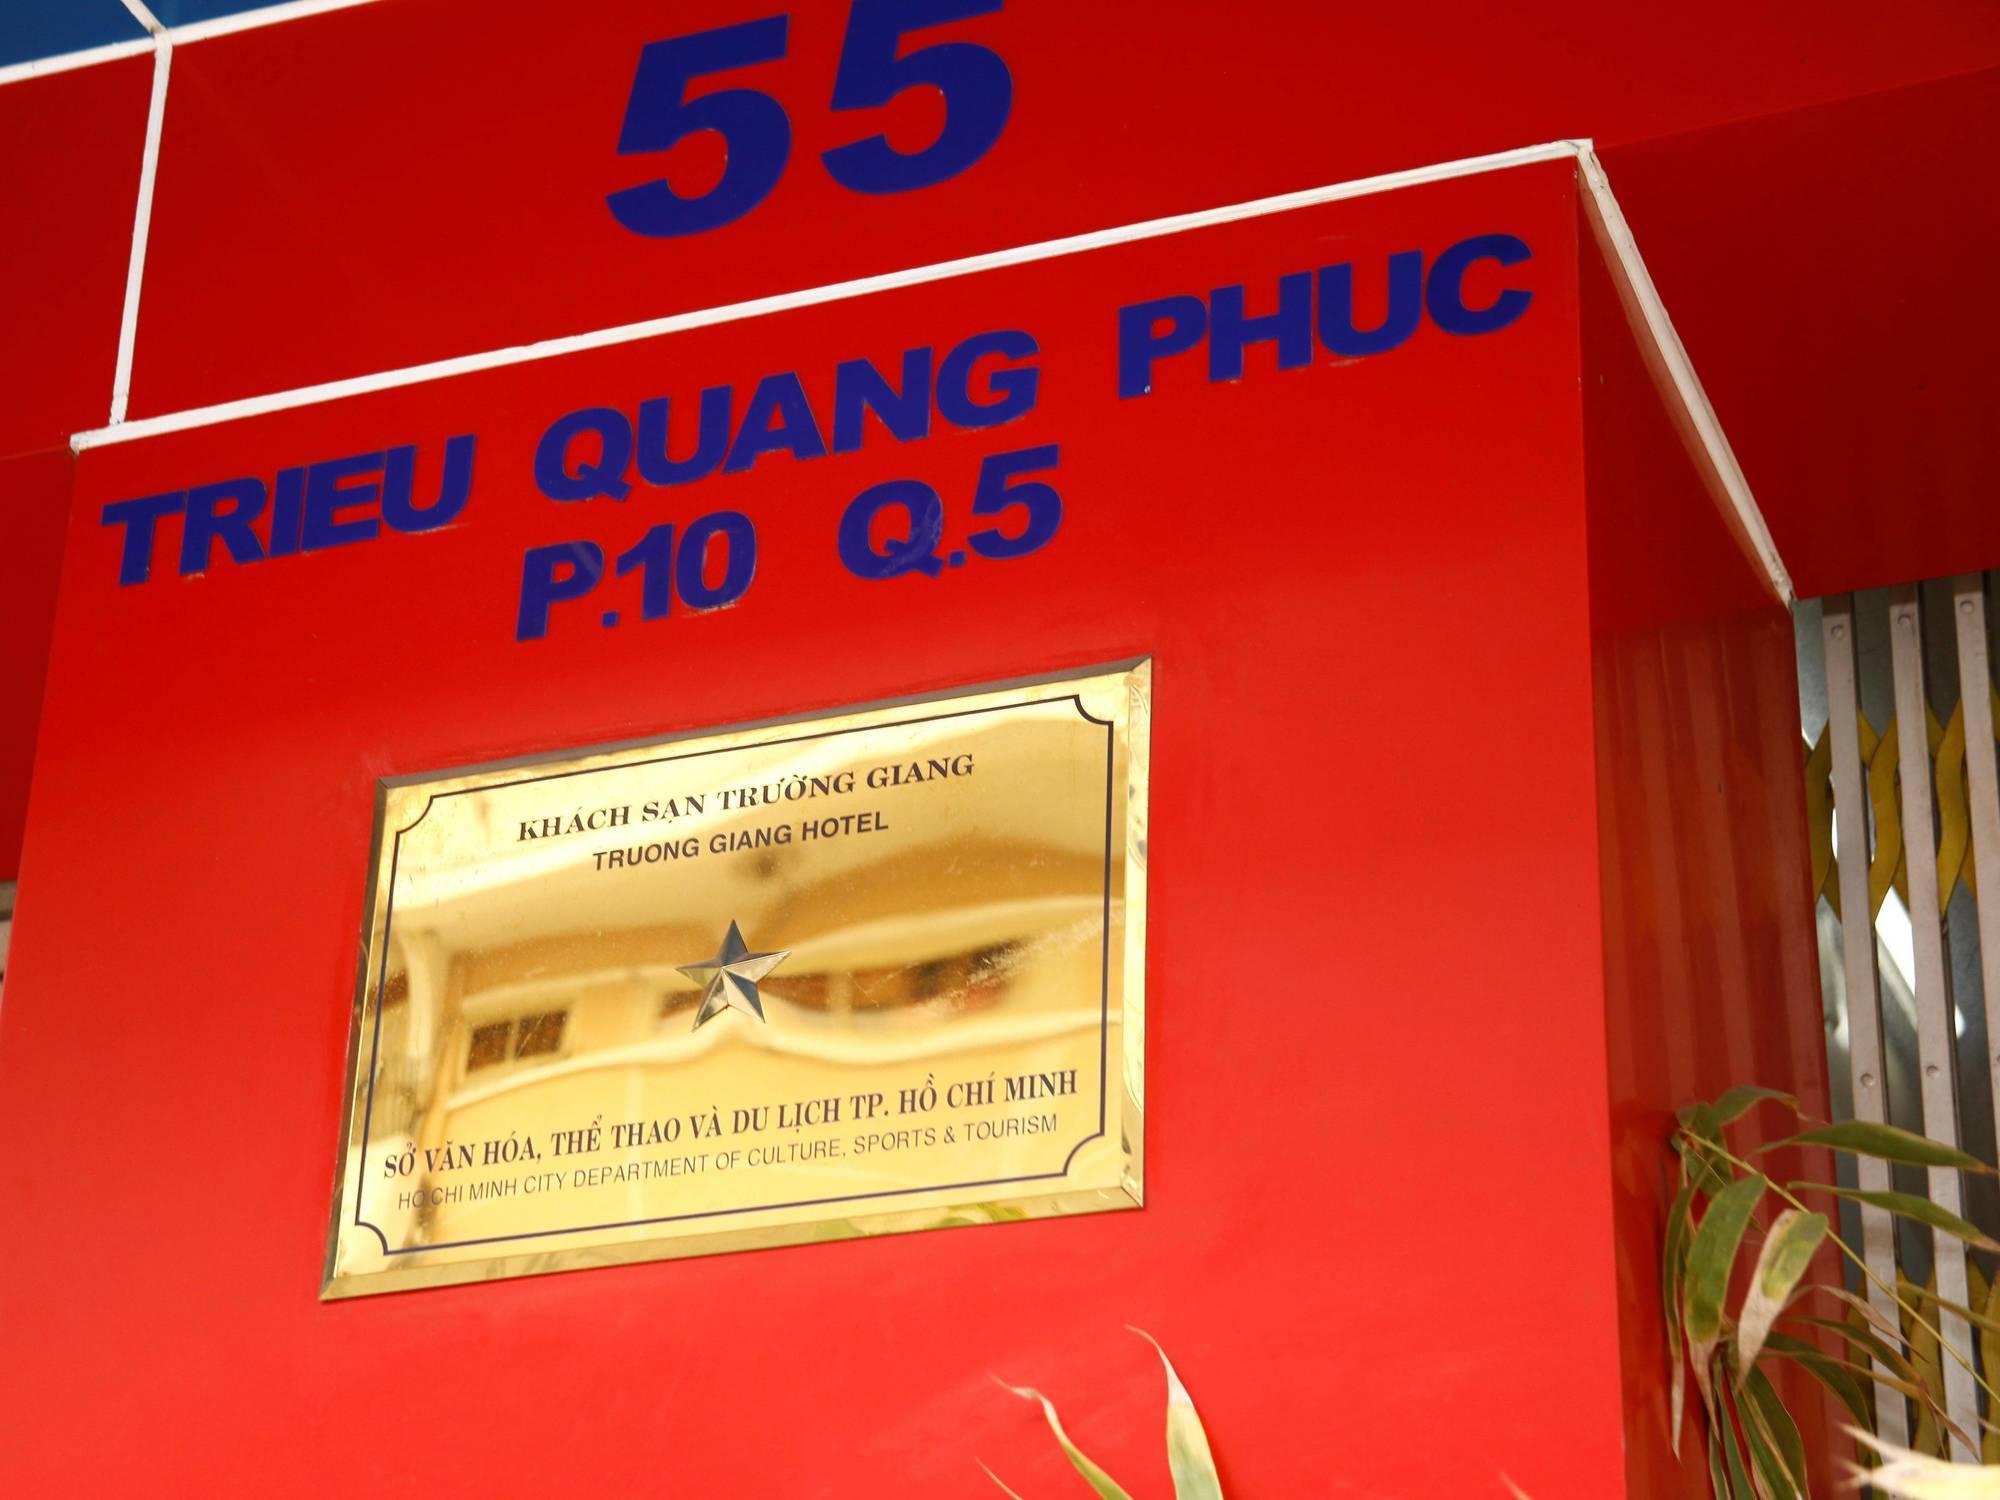 55
TRIEU QUANG PHUC
P.10 Q.5
KHÁCH SẠN TRƯỜNG GIANG
TRUONG GIANG HOTEL
SỞ VĂN HÓA, THỂ THAO VÀ DU LỊCH TP. HỒ CHÍ MINH
HO CHI MINH CITY DEPARTMENT OF CULTURE, SPORTS & TOURISM